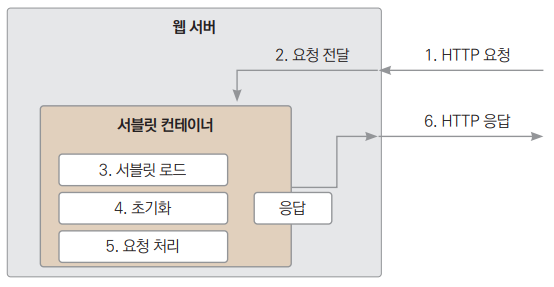 웹 서버
2. 요청 전달
1. HTTP 요청
서블릿 컨테이너
6. HTTP 응답
3. 서블릿 로드
4. 초기화
응답
5. 요청 처리